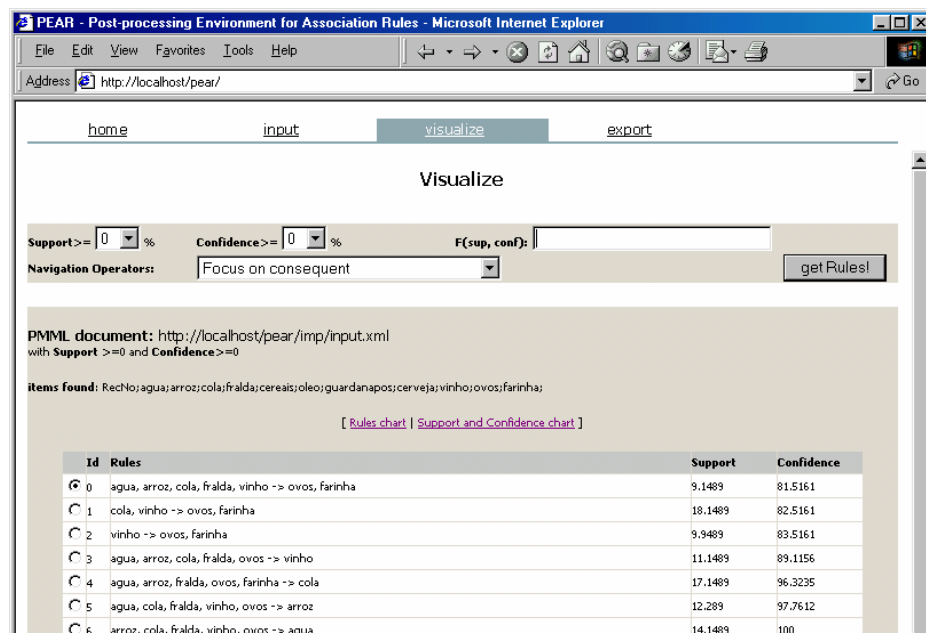 PEAR - Post-processing Environment for Association Rules - Microsoft Internet Explorer
File Edit View Favorites Tools Help
Address http://localhost/pear/ Go
home input visualize export
Visualize
Support>= 0 % Confidence>= 0 % F(sup, conf):
Navigation Operators: Focus on consequent get Rules!
PMML document: http://localhost/pear/imp/input.xml
with Support >=0 and Confidence>=0
items found: RecNo;agua;arroz;cola;fralda;cereais;oleo;guardanapos;cerveja;vinho;ovos;farinha;
[ Rules chart | Support and Confidence chart ]
Id Rules Support Confidence
0 agua, arroz, cola, fralda, vinho -> ovos, farinha 9.1489 81.5161
1 cola, vinho -> ovos, farinha 18.1489 82.5161
2 vinho -> ovos, farinha 9.9489 83.5161
3 agua, arroz, cola, fralda, ovos -> vinho 11.1489 89.1156
4 agua, arroz, fralda, ovos, farinha -> cola 17.1489 96.3235
5 agua, cola, fralda, vinho, ovos -> arroz 12.289 97.7612
6 arroz, cola, fralda, vinho, ovos -> agua 14.1489 100